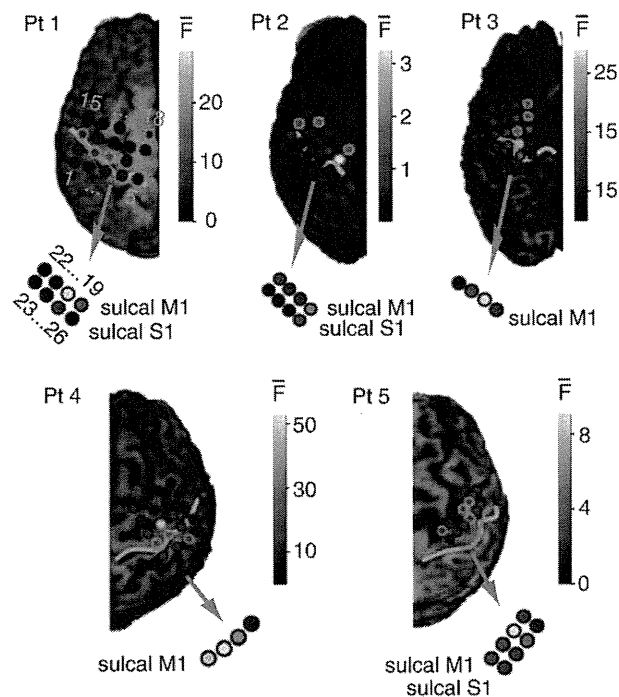 Pt 1
F̅
20
10
0
15
18
1
22...19
23...26
sulcal M1
sulcal S1
Pt 2
F̅
3
2
1
sulcal M1
sulcal S1
Pt 3
F̅
25
15
15
sulcal M1
Pt 4
F̅
50
30
10
sulcal M1
Pt 5
F̅
8
4
0
sulcal M1
sulcal S1